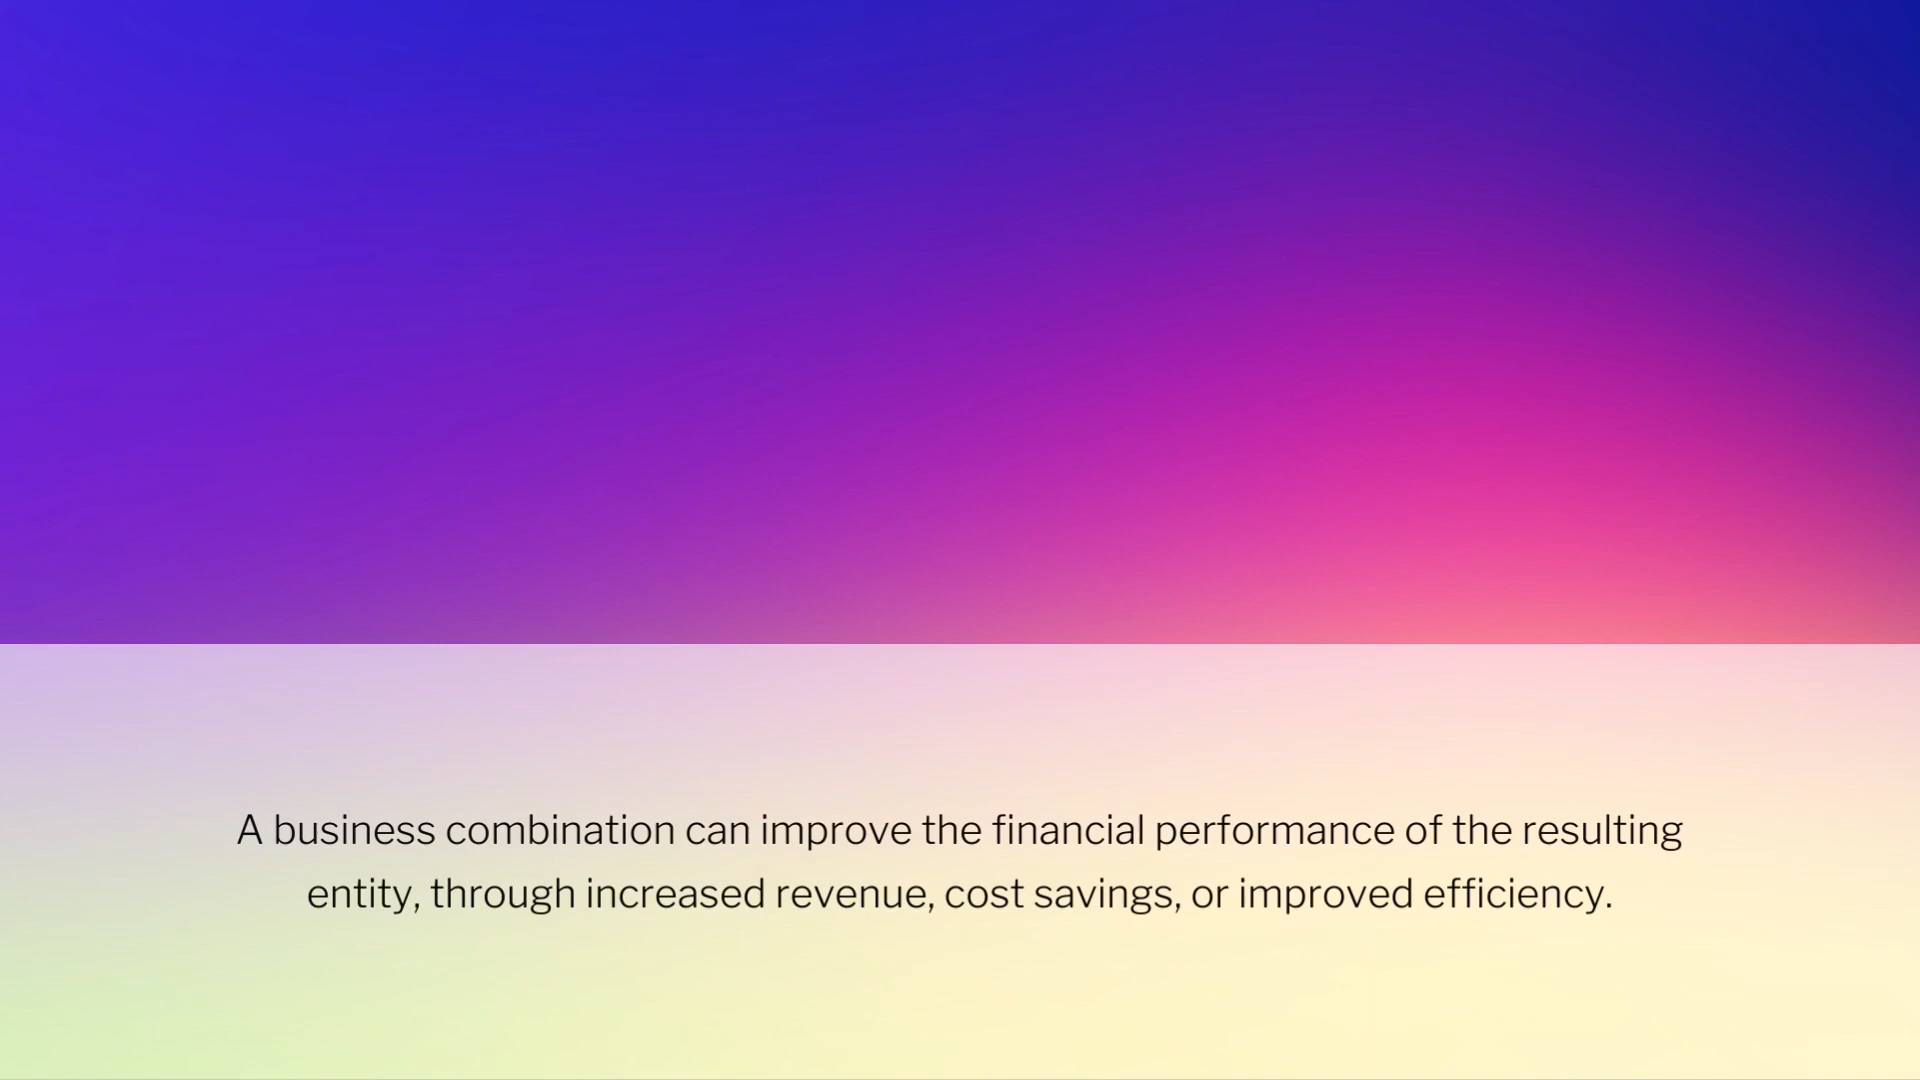 A business combination can improve the financial performance of the resulting
entity, through increased revenue, cost savings, or improved efficiency.